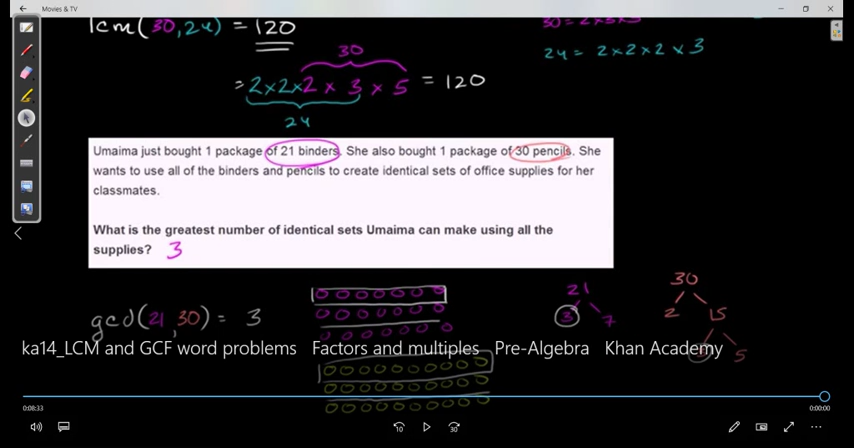 Movies & TV
lcm(30,24) = 120
30 = 2×3×5
24 = 2×2×2×3
30
= 2×2×2×3×5 = 120
24
Umaima just bought 1 package of 21 binders. She also bought 1 package of 30 pencils. She
wants to use all of the binders and pencils to create identical sets of office supplies for her
classmates.
What is the greatest number of identical sets Umaima can make using all the
supplies? 3
gcd(21,30) = 3
21
3 7
30
2 15
5
ka14_LCM and GCF word problems Factors and multiples Pre-Algebra Khan Academy
0:08:33
0:00:00
10
30